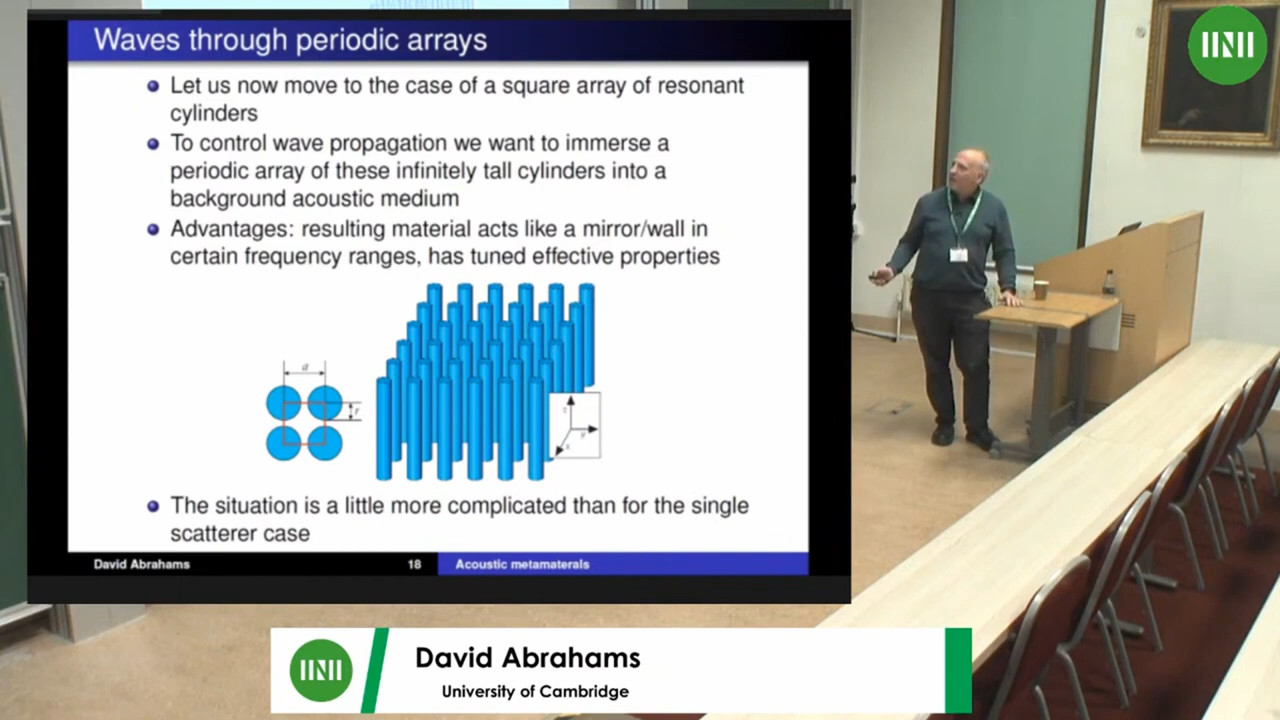 Waves through periodic arrays
Let us now move to the case of a square array of resonant
cylinders
To control wave propagation we want to immerse a
periodic array of these infinitely tall cylinders into a
background acoustic medium
Advantages: resulting material acts like a mirror/wall in
certain frequency ranges, has tuned effective properties
a
r
z
y
x
The situation is a little more complicated than for the single
scatterer case
David Abrahams 18 Acoustic metamaterals
David Abrahams
University of Cambridge